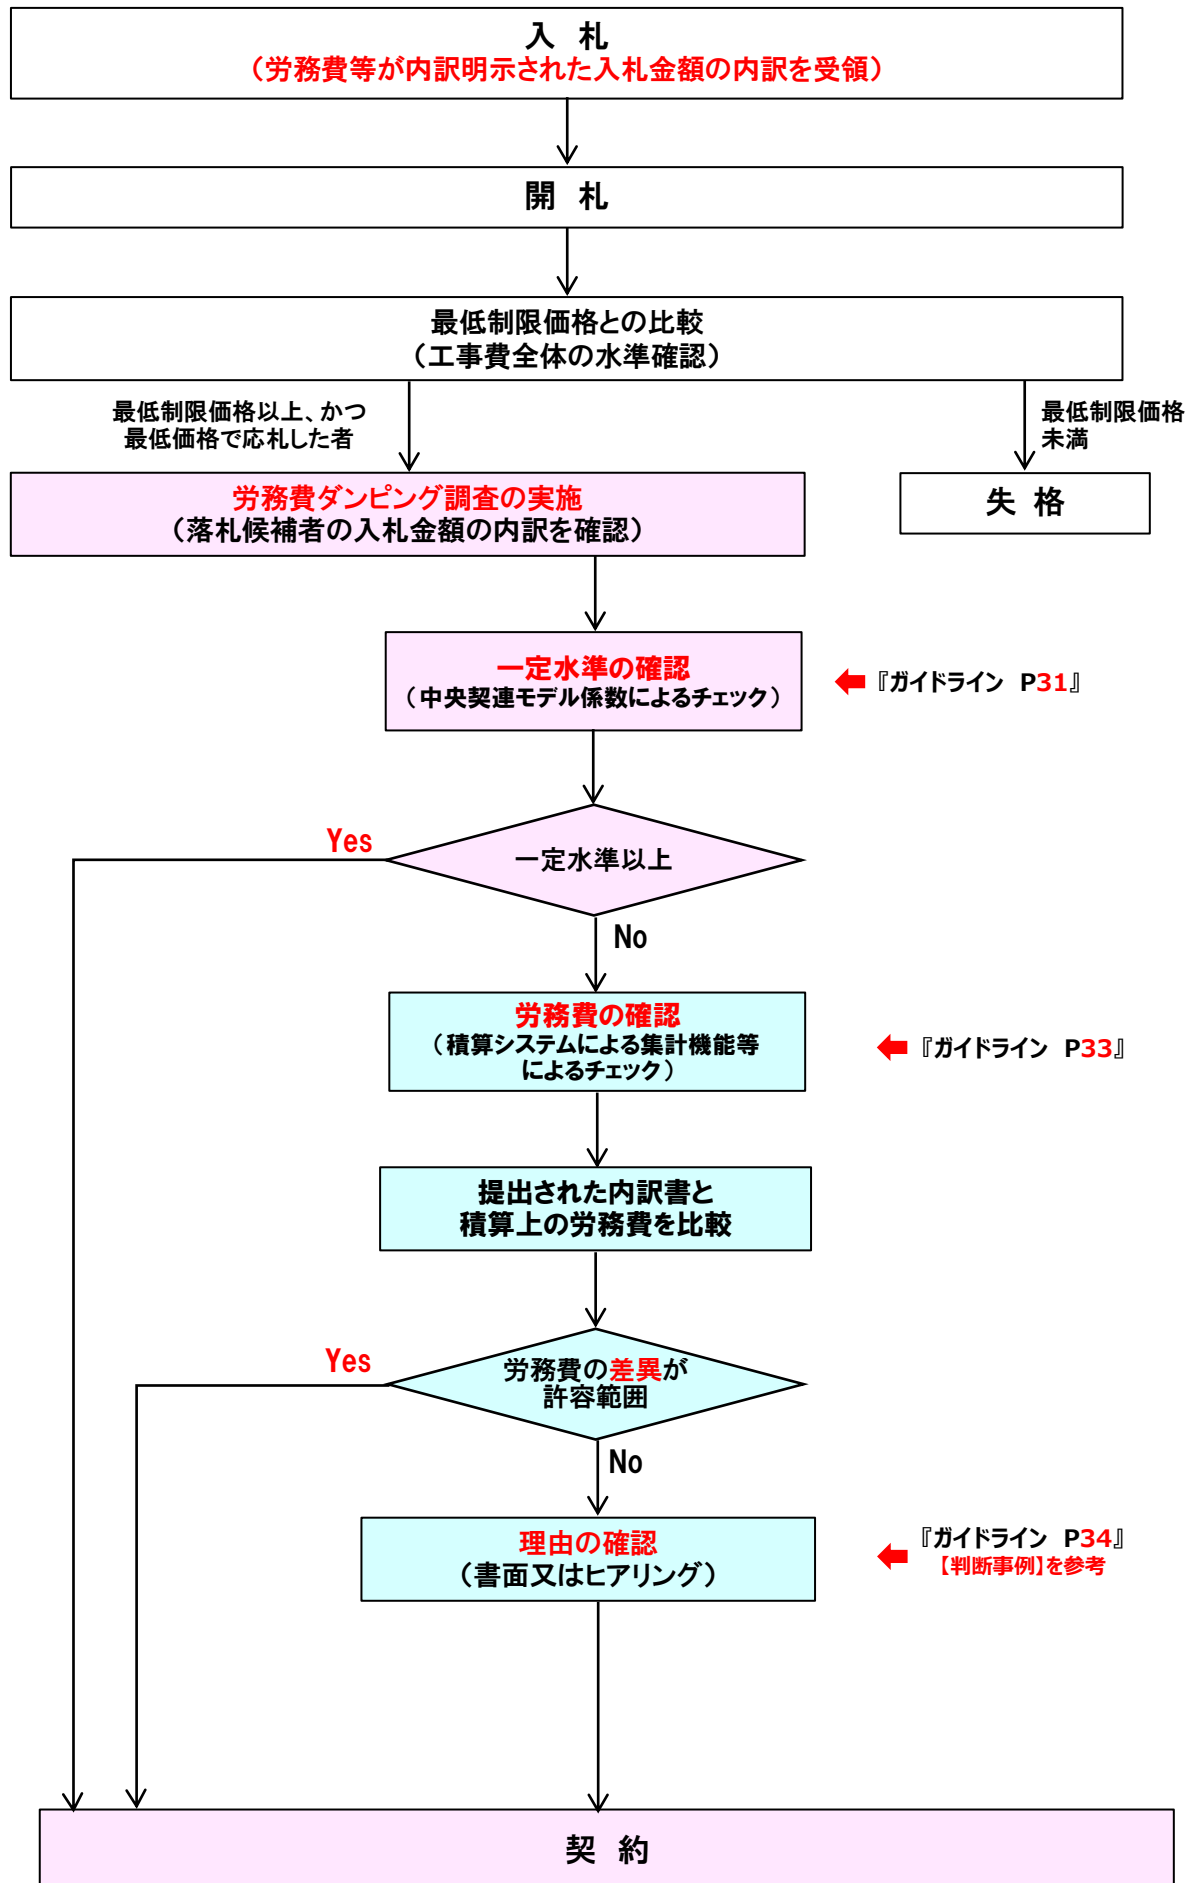 入 札
（労務費等が内訳明示された入札金額の内訳を受領）
開 札
最低制限価格との比較
（工事費全体の水準確認）
最低制限価格以上、かつ
最低価格で応札した者
最低制限価格
未満
労務費ダンピング調査の実施
（落札候補者の入札金額の内訳を確認）
失 格
一定水準の確認
（中央契連モデル係数によるチェック）
『ガイドライン P31』
Yes
一定水準以上
No
労務費の確認
（積算システムによる集計機能等
によるチェック）
『ガイドライン P33』
提出された内訳書と
積算上の労務費を比較
Yes
労務費の差異が
許容範囲
No
理由の確認
（書面又はヒアリング）
『ガイドライン P34』
【判断事例】を参考
契 約